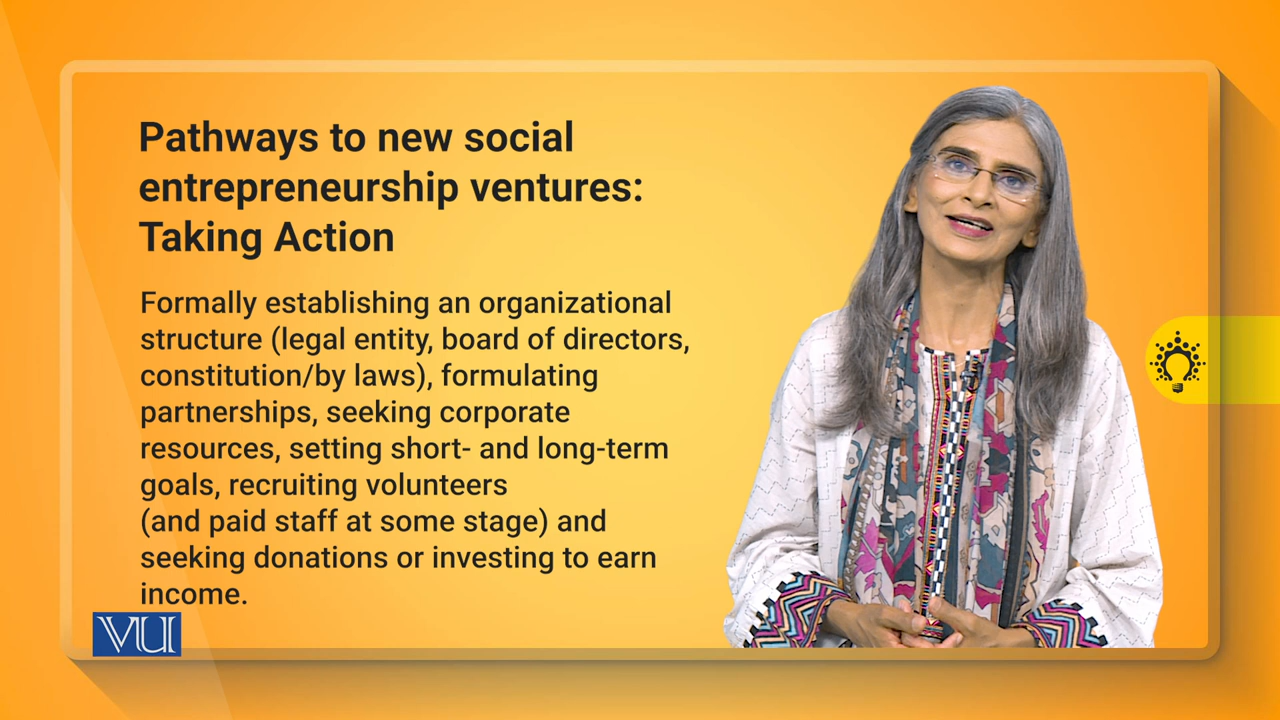 Pathways to new social
entrepreneurship ventures:
Taking Action
Formally establishing an organizational
structure (legal entity, board of directors,
constitution/by laws), formulating
partnerships, seeking corporate
resources, setting short- and long-term
goals, recruiting volunteers
(and paid staff at some stage) and
seeking donations or investing to earn
income.
VU